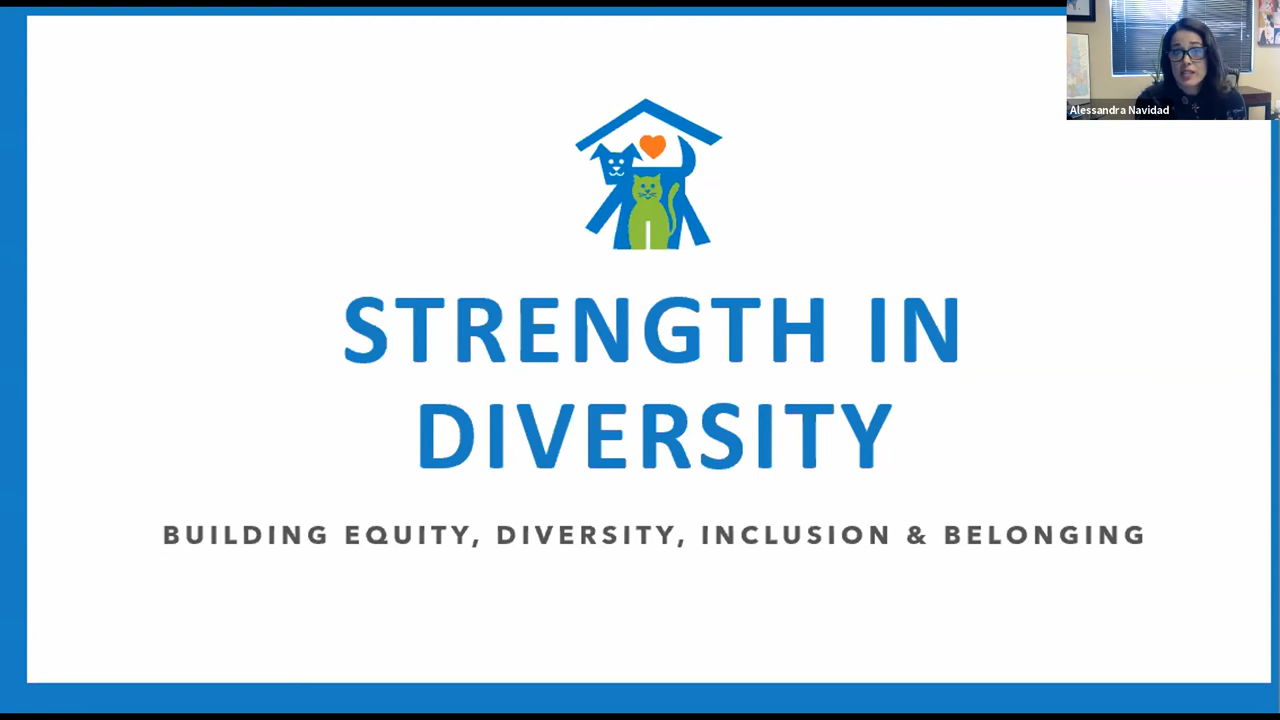 Alessandra Navidad
STRENGTH IN
DIVERSITY
BUILDING EQUITY, DIVERSITY, INCLUSION & BELONGING